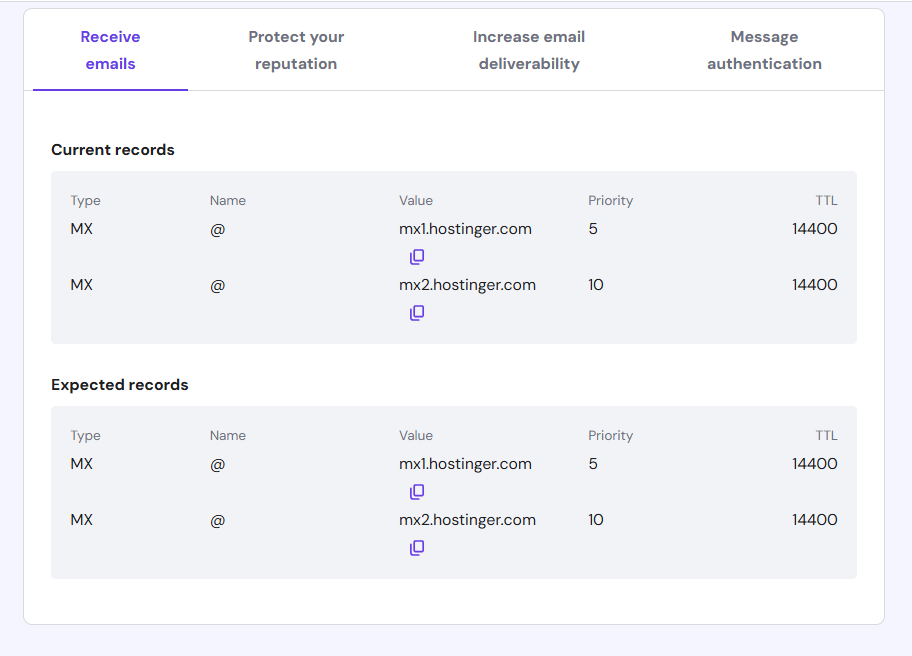 Receive emails
Protect your reputation
Increase email deliverability
Message authentication
Current records
Type Name Value Priority TTL
MX @ mx1.hostinger.com 5 14400
MX @ mx2.hostinger.com 10 14400
Expected records
Type Name Value Priority TTL
MX @ mx1.hostinger.com 5 14400
MX @ mx2.hostinger.com 10 14400